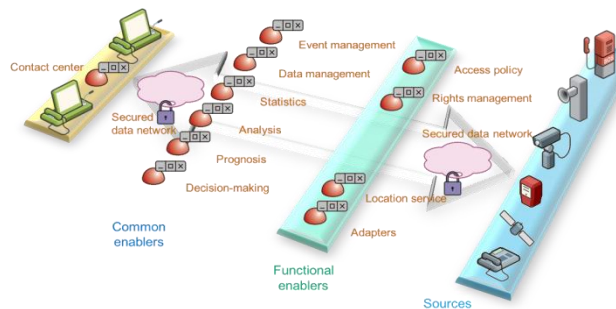 Contact center
Secured
data network
Event management
Data management
Statistics
Analysis
Prognosis
Decision-making
Common
enablers
Access policy
Rights management
Secured data network
Location service
Adapters
Functional
enablers
Sources